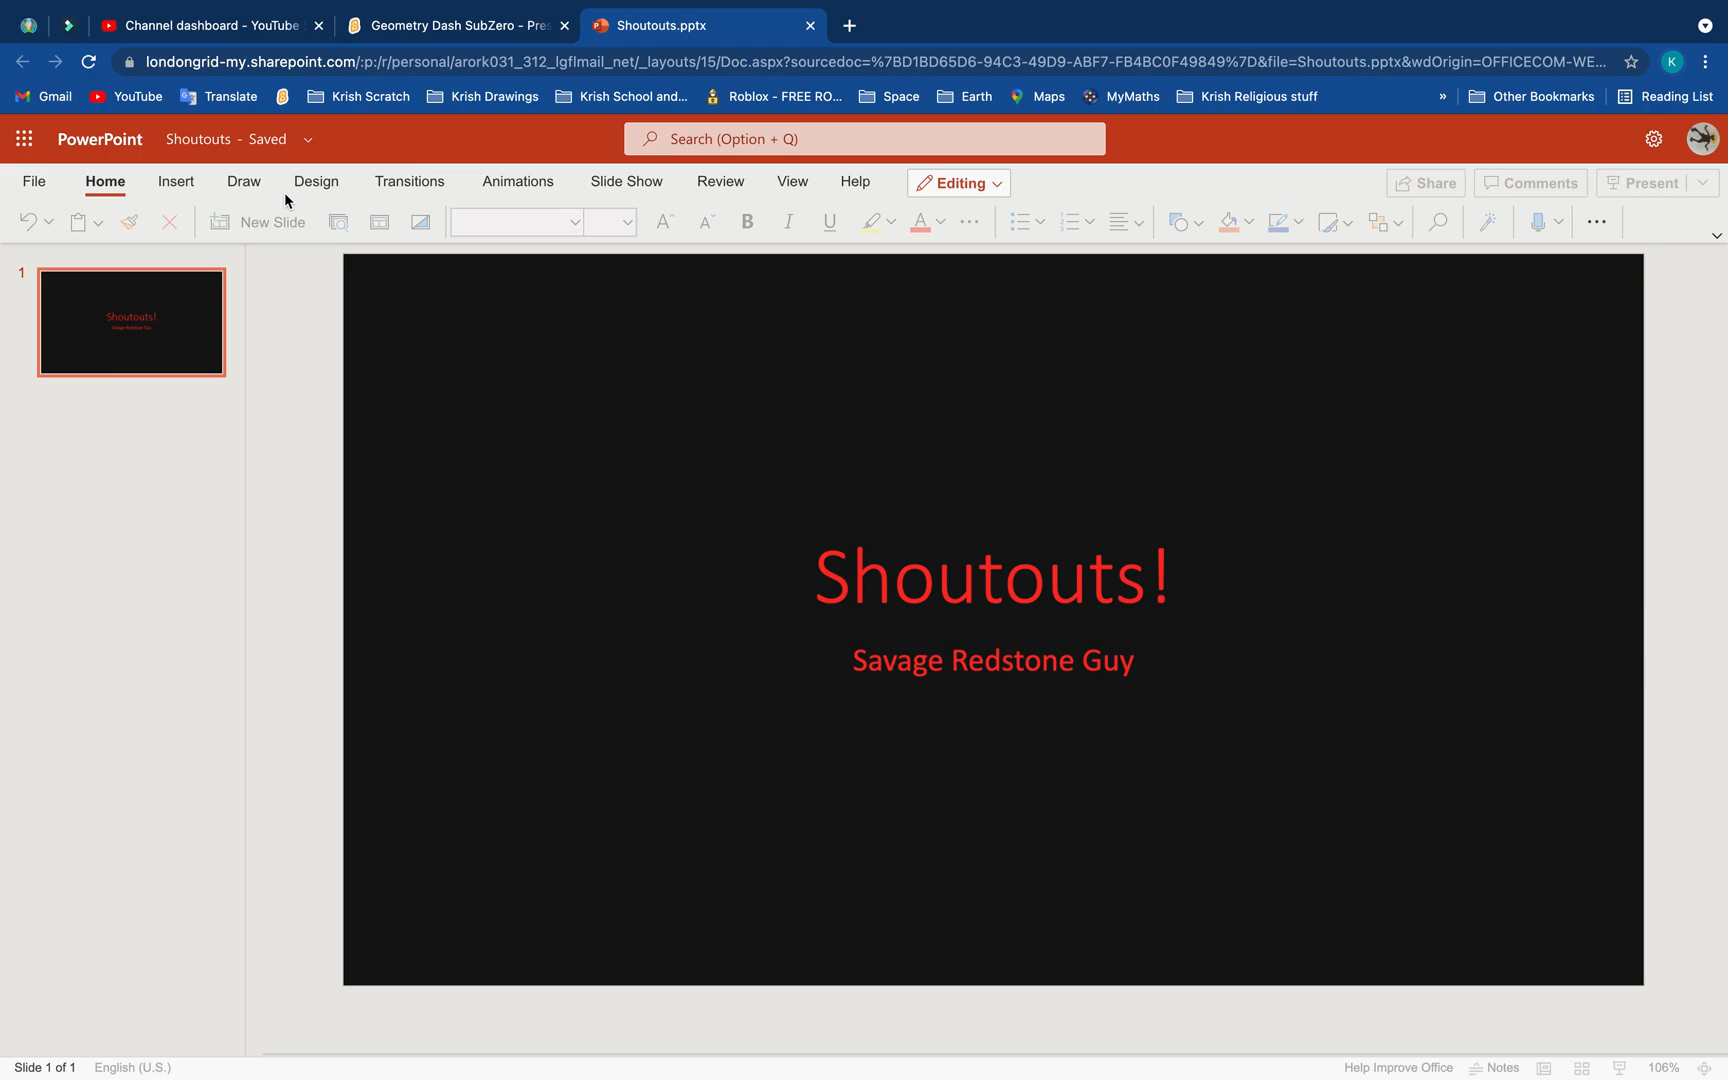 Channel dashboard - YouTube
Geometry Dash SubZero - Pres
Shoutouts.pptx
londongrid-my.sharepoint.com/:p:/r/personal/arork031_312_lgflmail_net/_layouts/15/Doc.aspx?sourcedoc=%7BD1BD65D6-94C3-49D9-ABF7-FB4BC0F49849%7D&file=Shoutouts.pptx&wdOrigin=OFFICECOM-WE...
K
Gmail YouTube Translate Krish Scratch Krish Drawings Krish School and... Roblox - FREE RO... Space Earth Maps MyMaths Krish Religious stuff » Other Bookmarks Reading List
PowerPoint Shoutouts - Saved Search (Option + Q)
File Home Insert Draw Design Transitions Animations Slide Show Review View Help Editing Share Comments Present
New Slide A A B I U A
1
Shoutouts!
Savage Redstone Guy
Shoutouts!
Savage Redstone Guy
Slide 1 of 1 English (U.S.) Help Improve Office Notes 106%